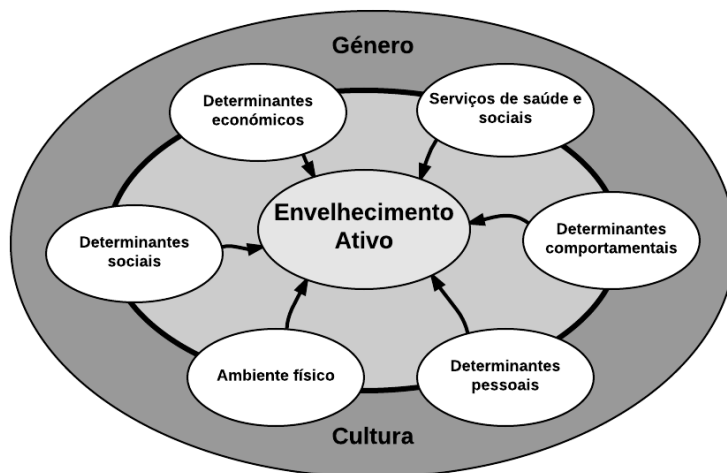 Género
Determinantes
económicos
Serviços de saúde e
sociais
Envelhecimento
Ativo
Determinantes
sociais
Determinantes
comportamentais
Ambiente físico
Determinantes
pessoais
Cultura